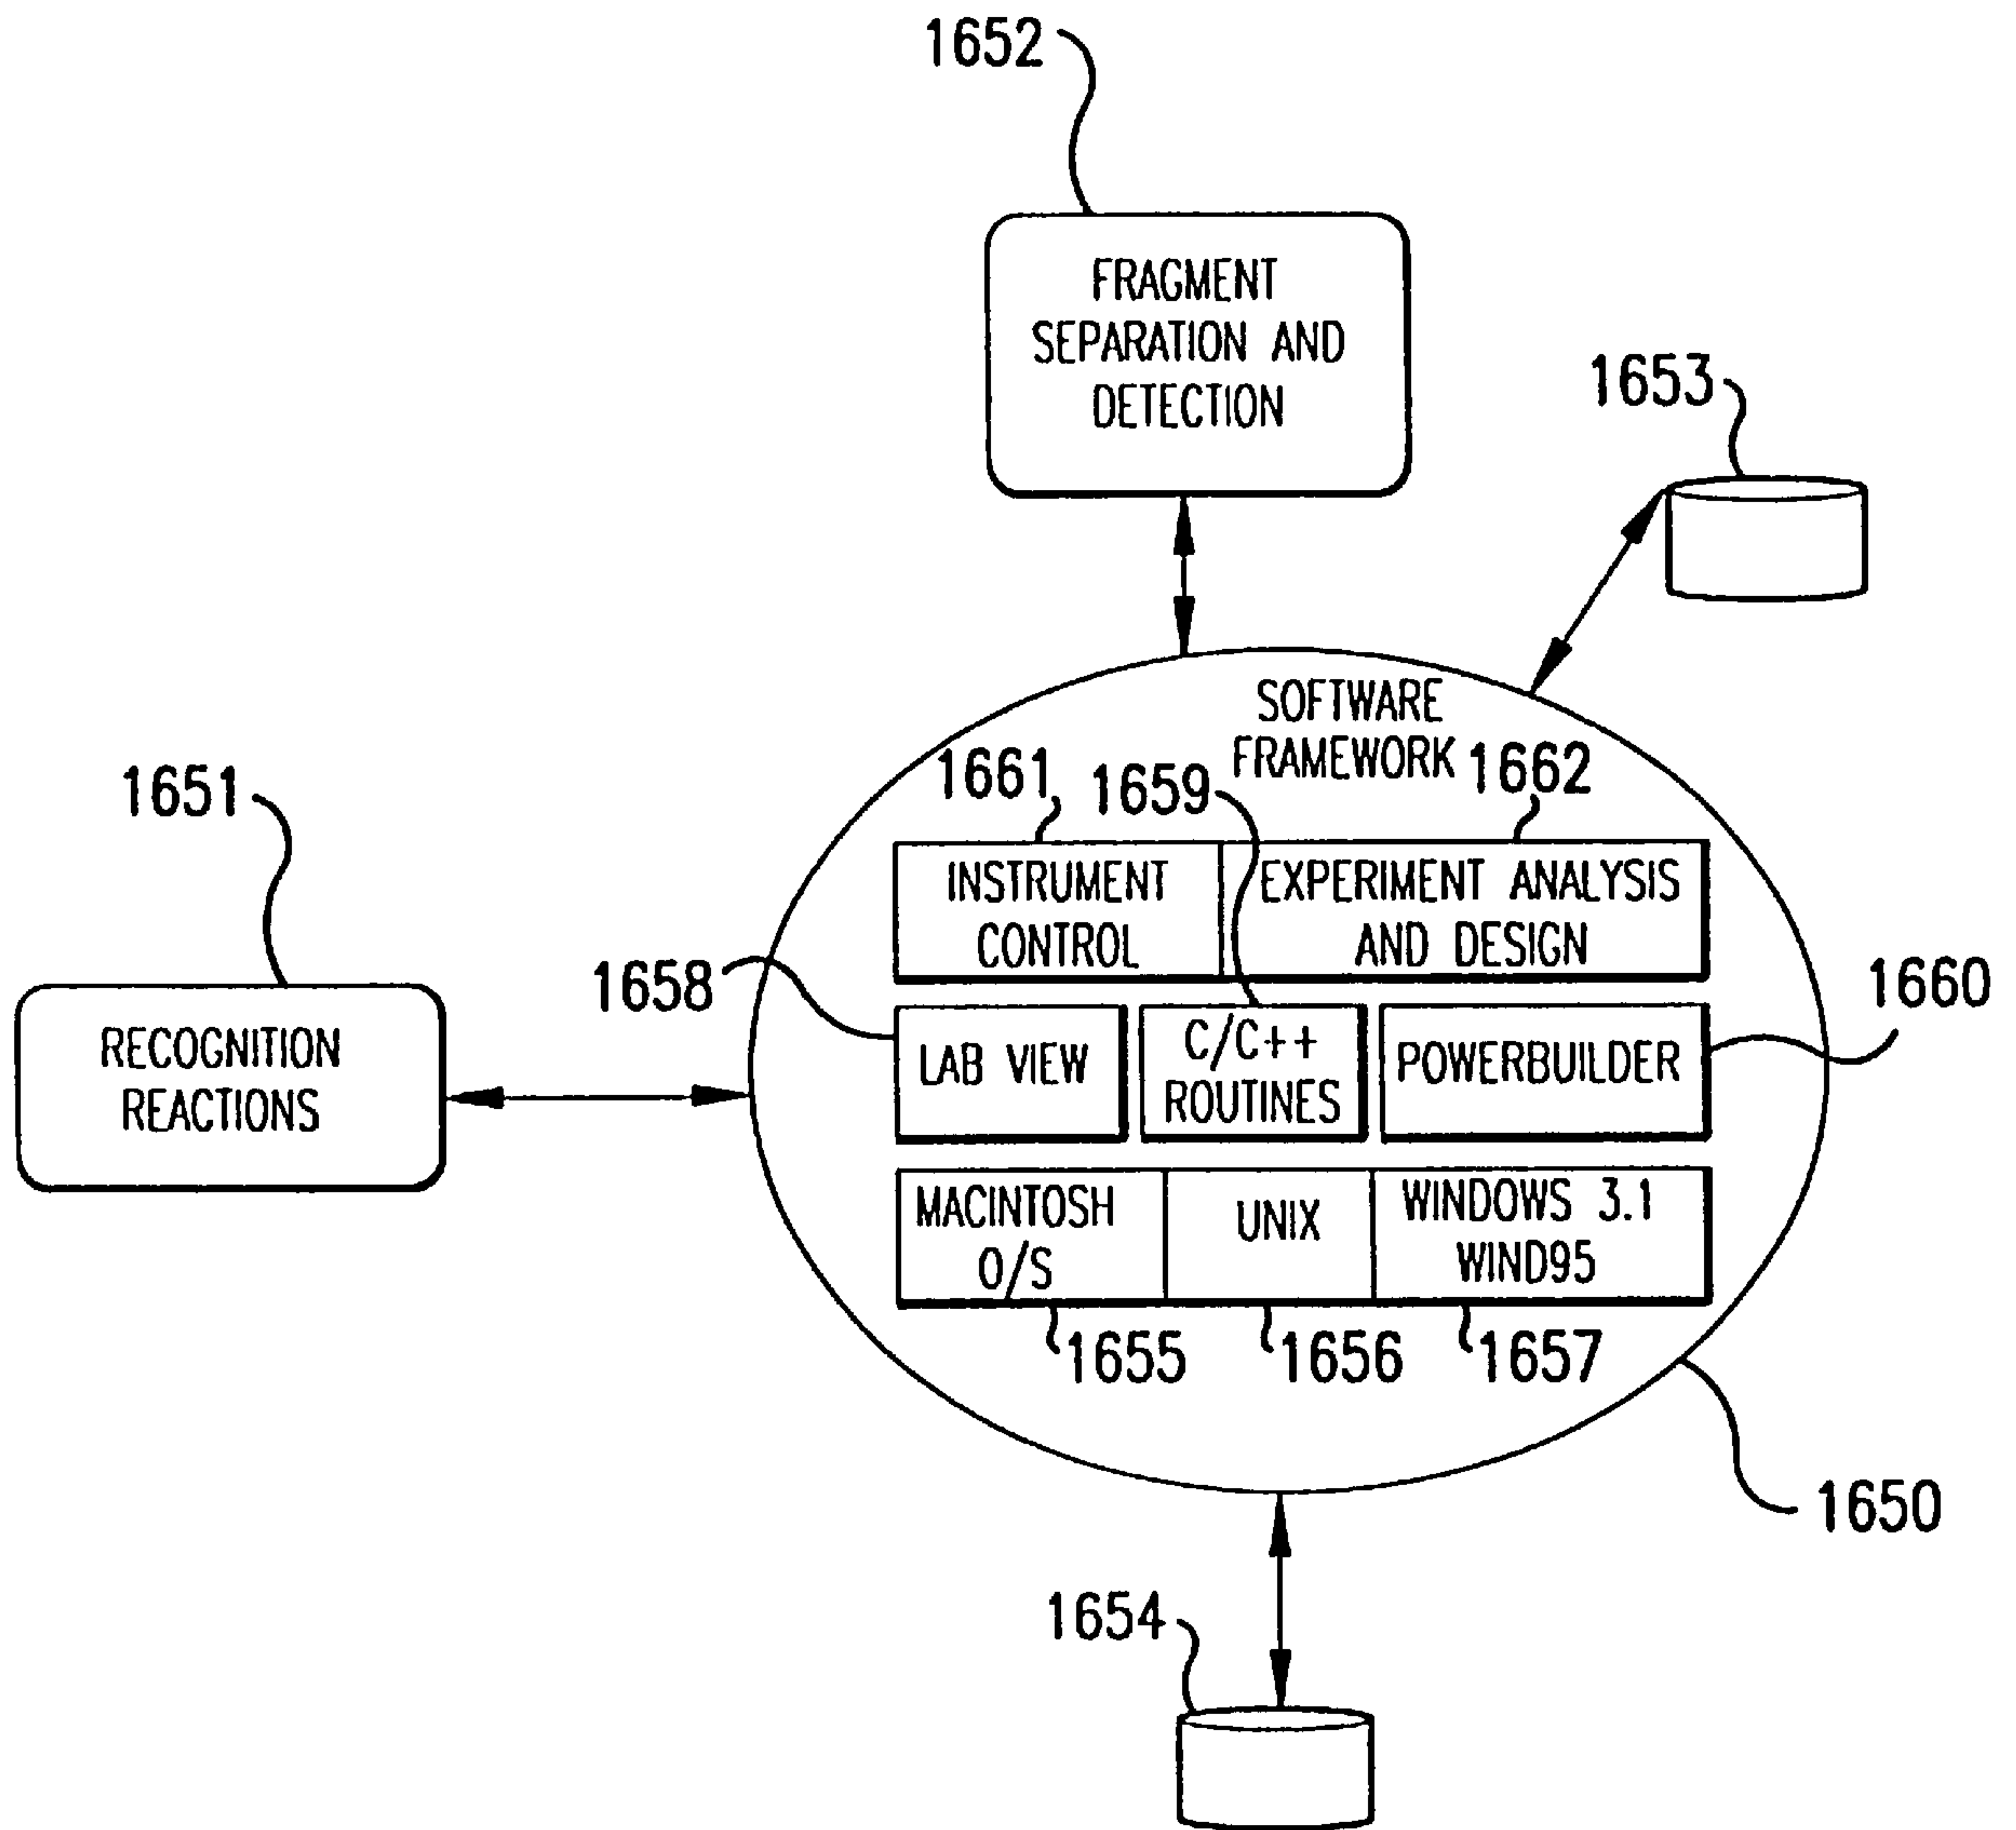 1652
FRAGMENT
SEPARATION AND
DETECTION
1653
SOFTWARE
FRAMEWORK
1661
1659
1662
1651
INSTRUMENT
CONTROL
EXPERIMENT ANALYSIS
AND DESIGN
1658
1660
RECOGNITION
REACTIONS
LAB VIEW
C/C++
ROUTINES
POWERBUILDER
MACINTOSH
O/S
UNIX
WINDOWS 3.1
WIND95
1655
1656
1657
1650
1654